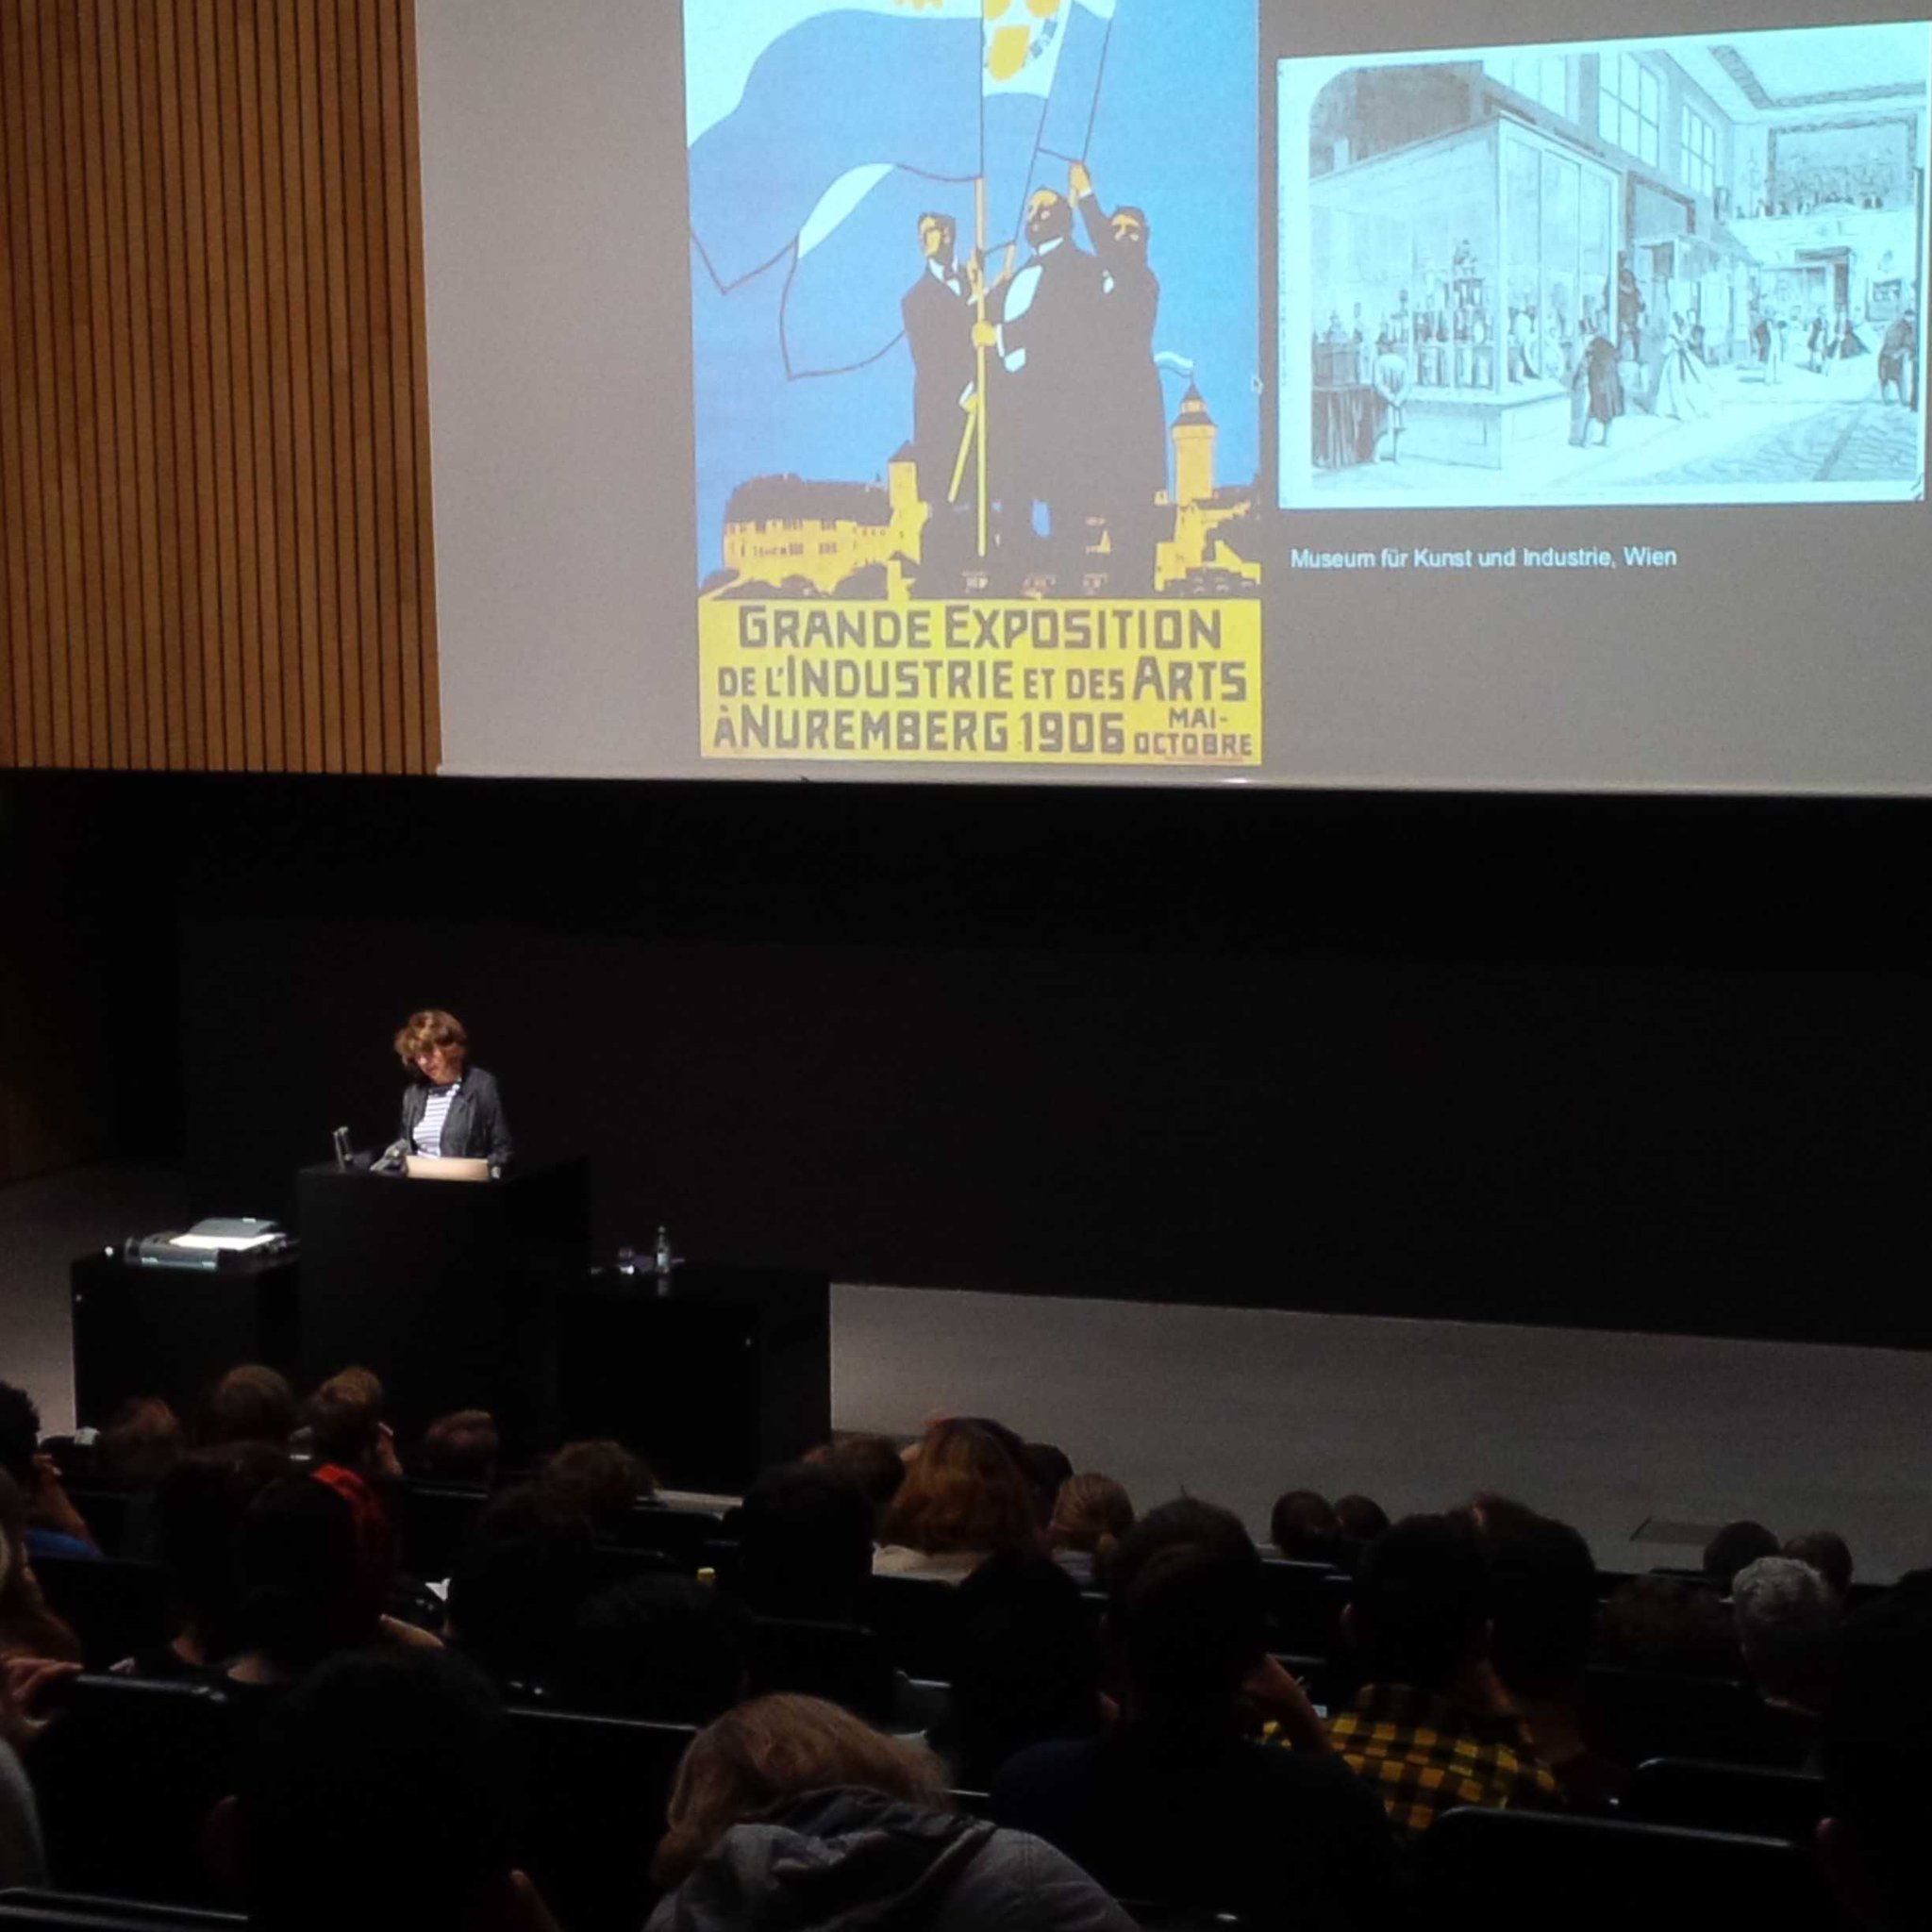 GRANDE EXPOSITION
DE L'INDUSTRIE ET DES ARTS
À NUREMBERG 1906 MAI-
OCTOBRE
Museum für Kunst und Industrie, Wien